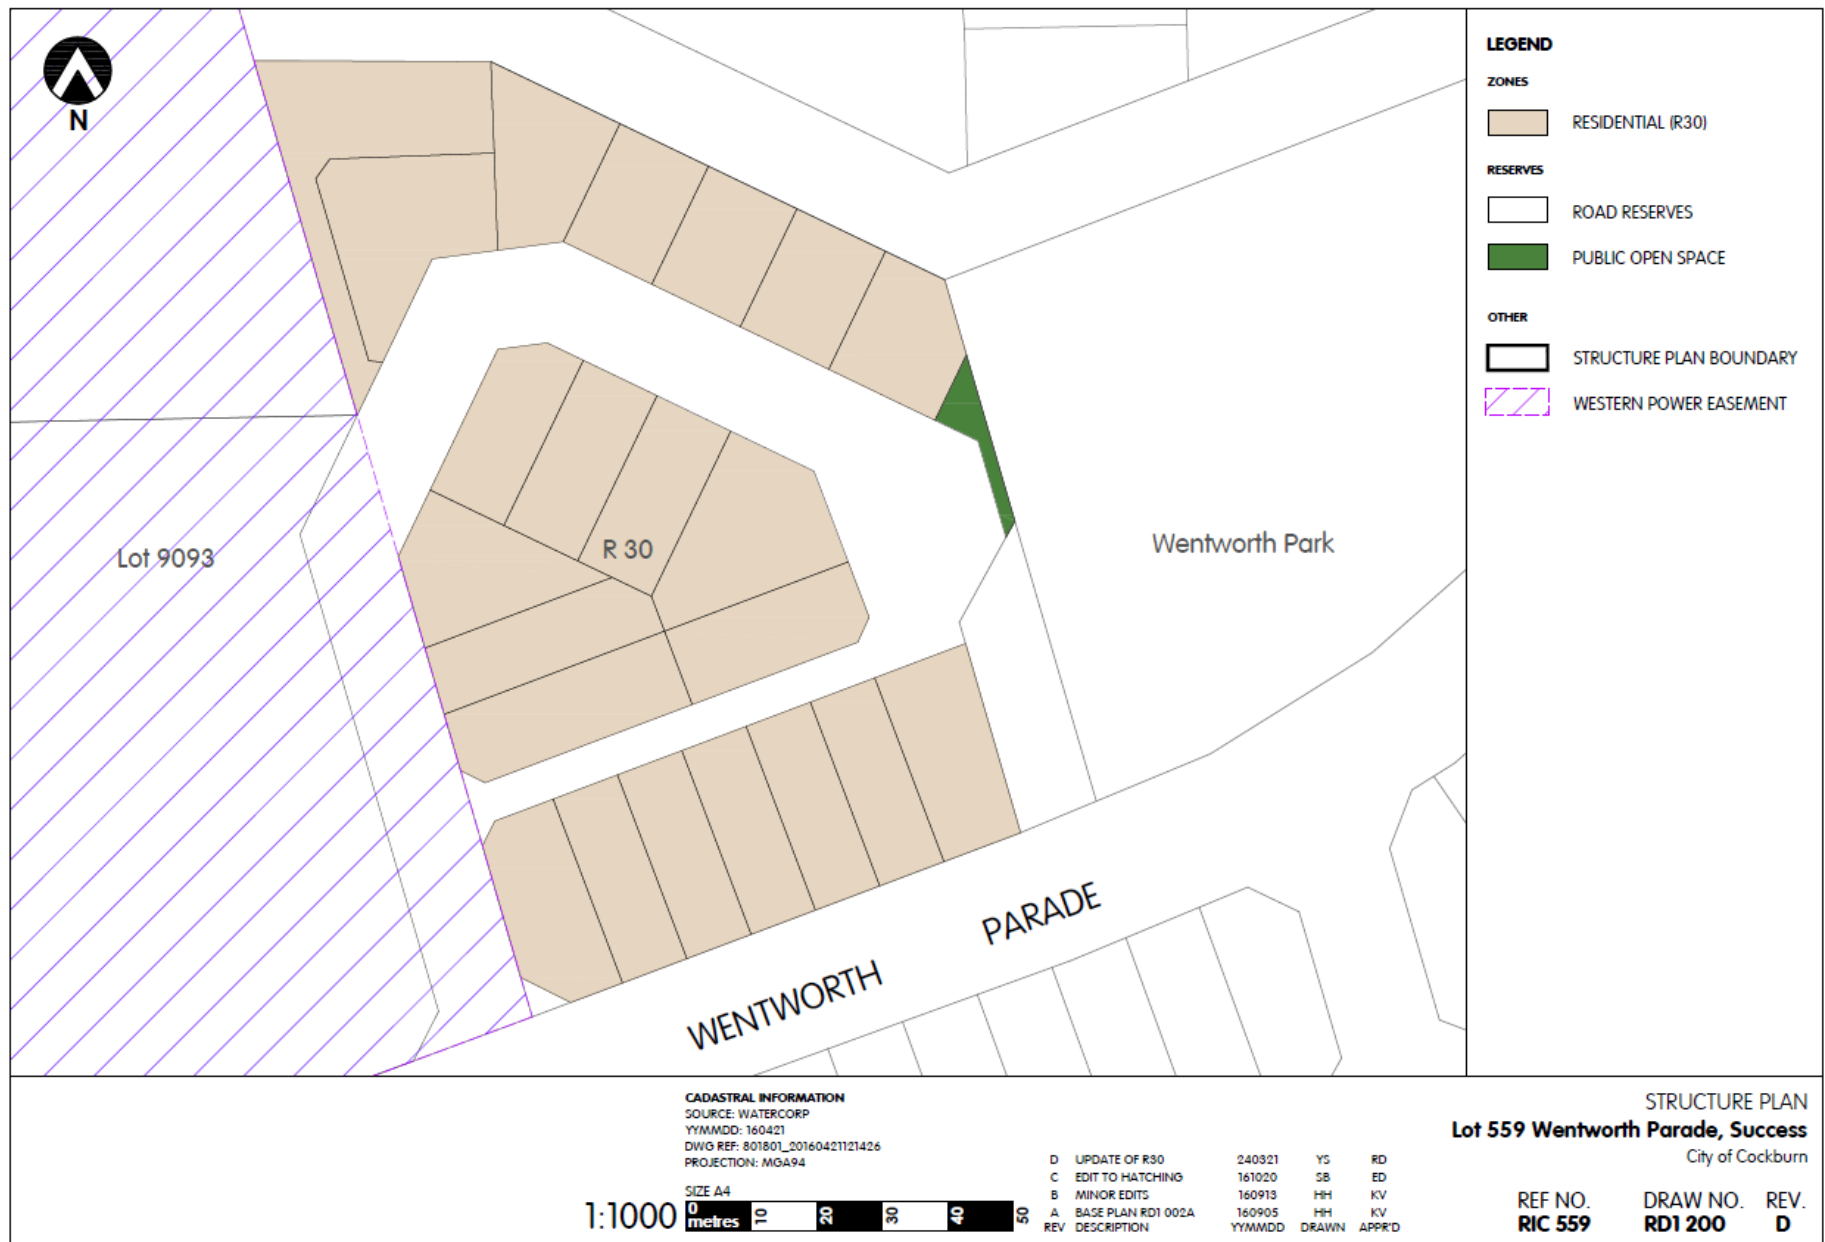 N
Lot 9093
R 30
Wentworth Park
WENTWORTH PARADE
LEGEND
ZONES
RESIDENTIAL (R30)
RESERVES
ROAD RESERVES
PUBLIC OPEN SPACE
OTHER
STRUCTURE PLAN BOUNDARY
WESTERN POWER EASEMENT
CADASTRAL INFORMATION
SOURCE: WATERCORP
YYMMDD: 160421
DWG REF: 801801_20160421121426
PROJECTION: MGA94
SIZE A4
1:1000
0 10 20 30 40 50
metres
D UPDATE OF R30 240321 YS RD
C EDIT TO HATCHING 161020 SB ED
B MINOR EDITS 160913 HH KV
A BASE PLAN RD1 002A 160905 HH KV
REV DESCRIPTION YYMMDD DRAWN APPR'D
STRUCTURE PLAN
Lot 559 Wentworth Parade, Success
City of Cockburn
REF NO. DRAW NO. REV.
RIC 559 RD1 200 D